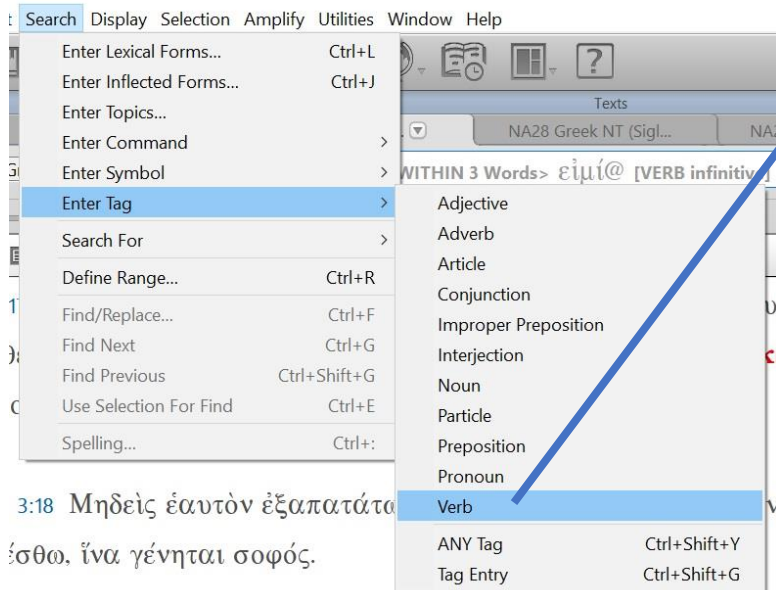 Search Display Selection Amplify Utilities Window Help
Enter Lexical Forms... Ctrl+L
Enter Inflected Forms... Ctrl+J
Enter Topics...
Enter Command >
Enter Symbol >
Enter Tag >
Search For >
Define Range... Ctrl+R
Find/Replace... Ctrl+F
Find Next Ctrl+G
Find Previous Ctrl+Shift+G
Use Selection For Find Ctrl+E
Spelling... Ctrl+:
Texts
NA28 Greek NT (Sigl...
WITHIN 3 Words> εἰμί@ [VERB infinitive]
Adjective
Adverb
Article
Conjunction
Improper Preposition
Interjection
Noun
Particle
Preposition
Pronoun
Verb
ANY Tag Ctrl+Shift+Y
Tag Entry Ctrl+Shift+G
3:18 Μηδεὶς ἑαυτὸν ἐξαπατάτω
έσθω, ἵνα γένηται σοφός.